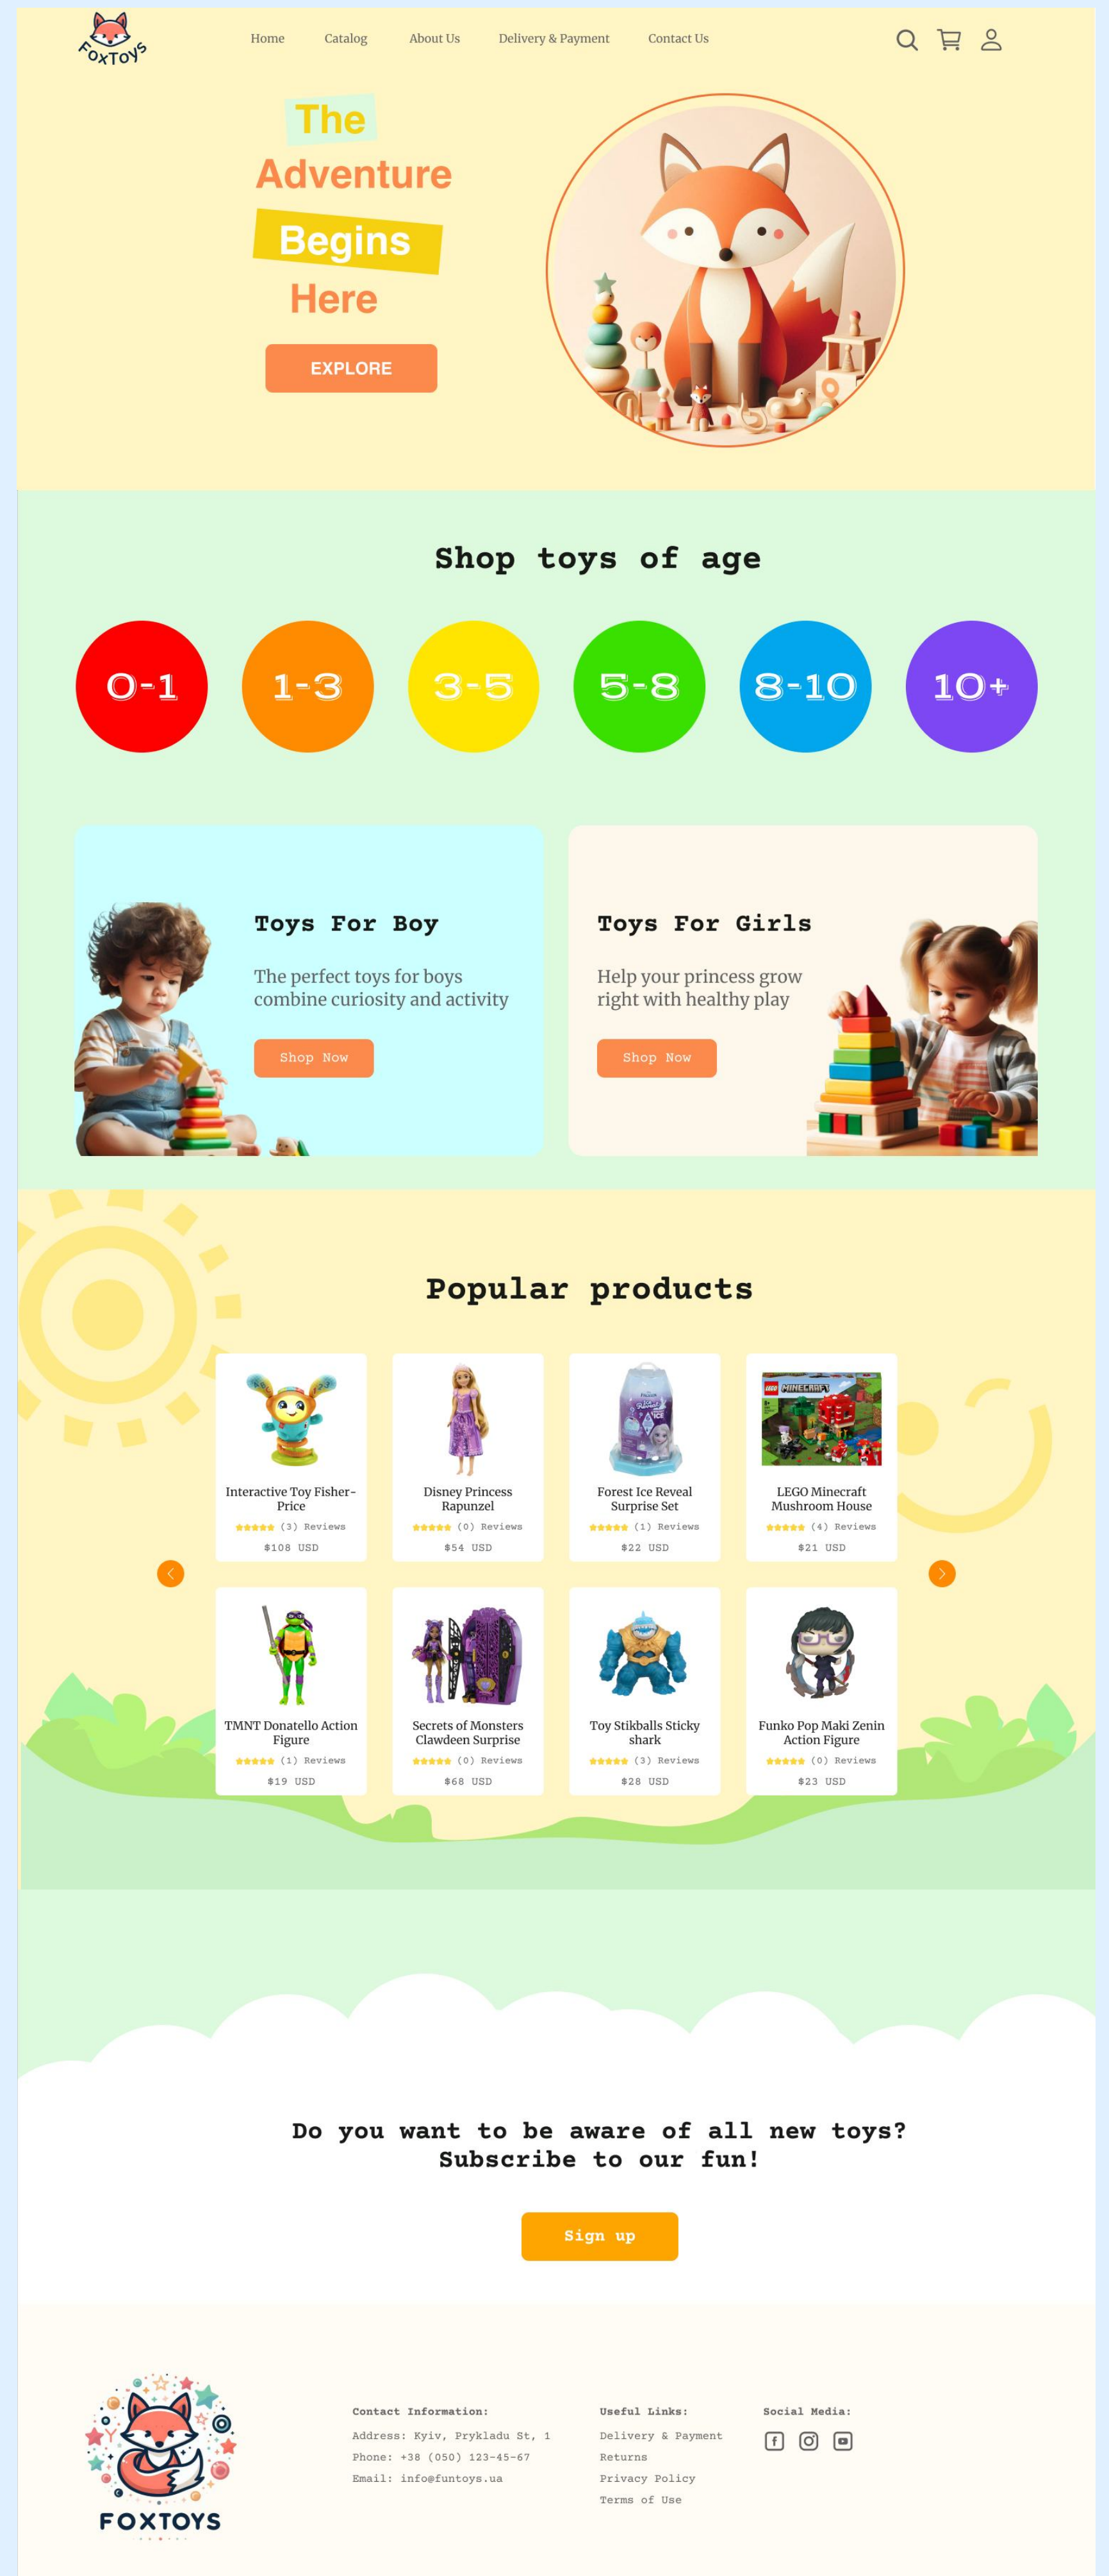 FOXTOYS
Home
Catalog
About Us
Delivery & Payment
Contact Us
The
Adventure
Begins
Here
EXPLORE
Shop toys of age
0-1
1-3
3-5
5-8
8-10
10+
Toys For Boy
The perfect toys for boys
combine curiosity and activity
Shop Now
Toys For Girls
Help your princess grow
right with healthy play
Shop Now
Popular products
Interactive Toy Fisher-
Price
(3) Reviews
$108 USD
Disney Princess
Rapunzel
(0) Reviews
$54 USD
FROZEN
ICE
Forest Ice Reveal
Surprise Set
(1) Reviews
$22 USD
LEGO MINECRAFT
LEGO Minecraft
Mushroom House
(4) Reviews
$21 USD
TMNT Donatello Action
Figure
(1) Reviews
$19 USD
Secrets of Monsters
Clawdeen Surprise
(0) Reviews
$68 USD
Toy Stikballs Sticky
shark
(3) Reviews
$28 USD
Funko Pop Maki Zenin
Action Figure
(0) Reviews
$23 USD
Do you want to be aware of all new toys?
Subscribe to our fun!
Sign up
FOXTOYS
Contact Information:
Address: Kyiv, Prykladu St, 1
Phone: +38 (050) 123-45-67
Email: info@funtoys.ua
Useful Links:
Delivery & Payment
Returns
Privacy Policy
Terms of Use
Social Media: